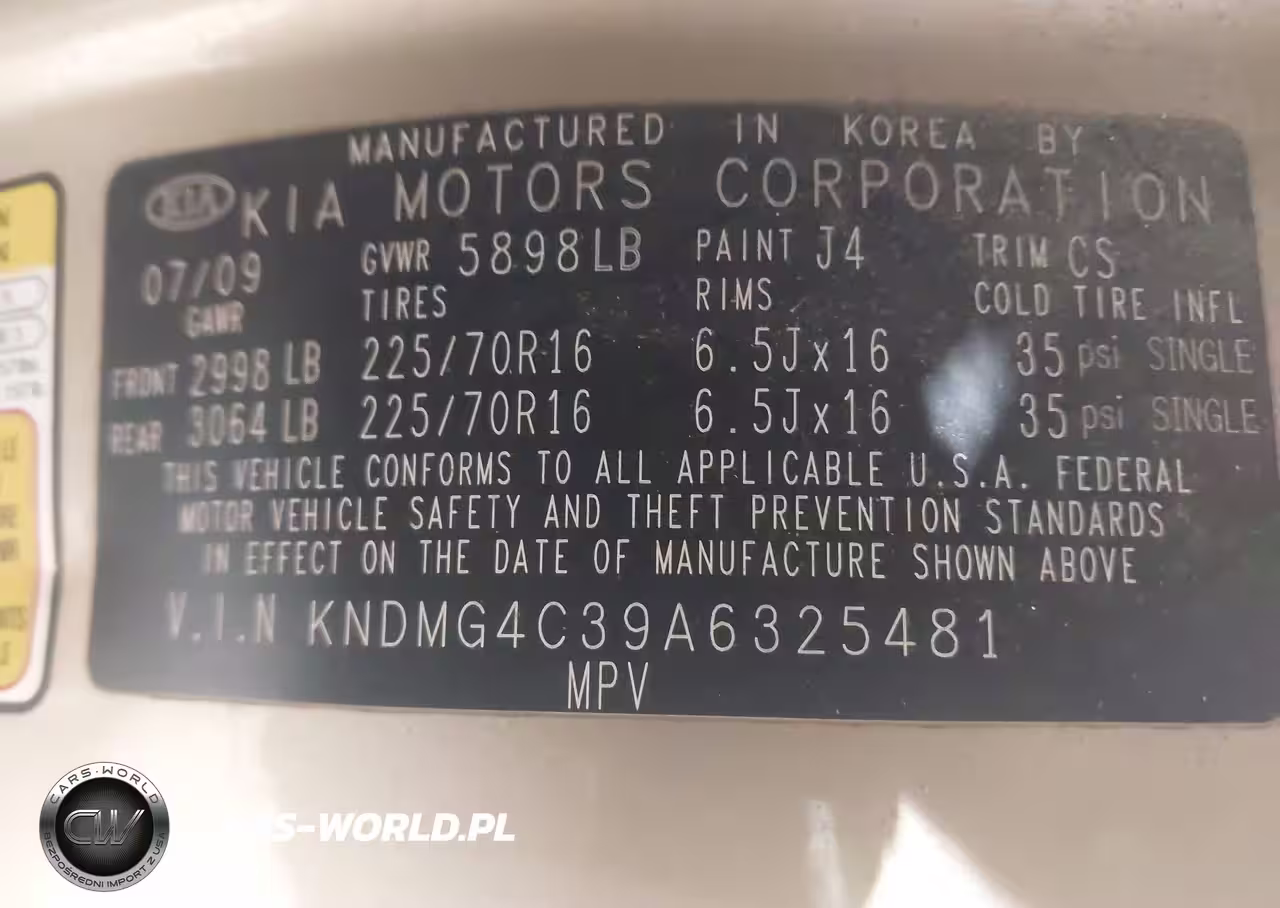 MANUFACTURED IN KOREA BY
KIA KIA MOTORS CORPORATION
07/09 GVWR 5898LB PAINT J4 TRIM CS
GAWR TIRES RIMS COLD TIRE INFL
FRONT 2998 LB 225/70R16 6.5Jx16 35 psi SINGLE
REAR 3064 LB 225/70R16 6.5Jx16 35 psi SINGLE
THIS VEHICLE CONFORMS TO ALL APPLICABLE U.S.A. FEDERAL
MOTOR VEHICLE SAFETY AND THEFT PREVENTION STANDARDS
IN EFFECT ON THE DATE OF MANUFACTURE SHOWN ABOVE
V.I.N KNDMG4C39A6325481
MPV
CARS-WORLD
CW
BEZPOŚREDNI IMPORT Z USA
CARS-WORLD.PL